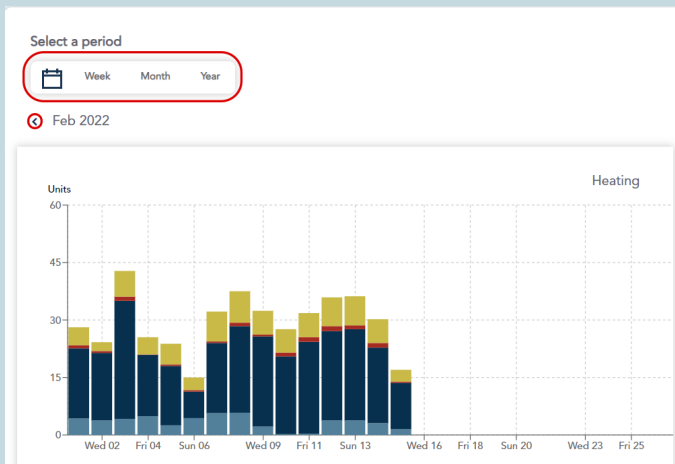 Select a period
Week Month Year
Feb 2022
Heating
Units
60
45
30
15
0
Wed 02 Fri 04 Sun 06 Wed 09 Fri 11 Sun 13 Wed 16 Fri 18 Sun 20 Wed 23 Fri 25